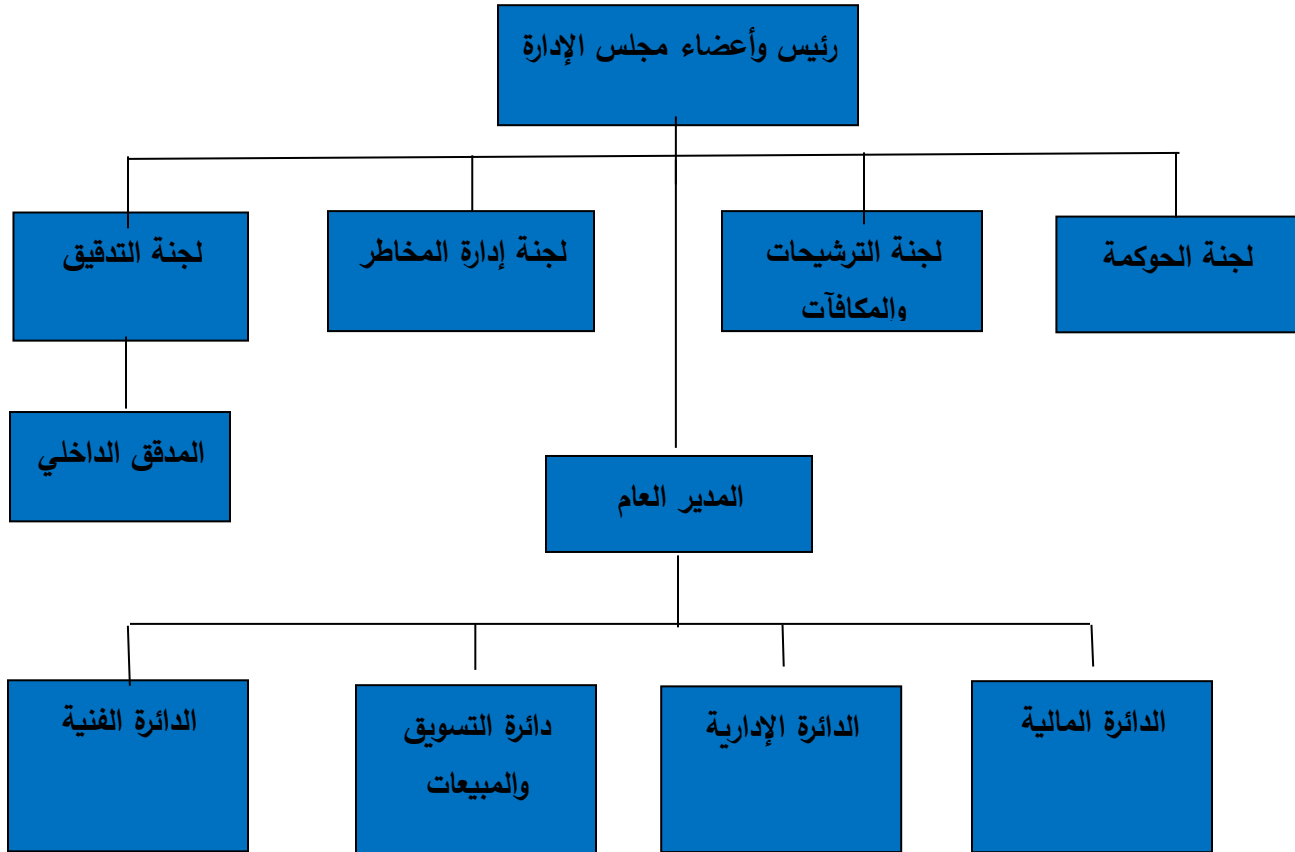 رئيس وأعضاء مجلس الإدارة
لجنة الحوكمة
لجنة الترشيحات
والمكافآت
لجنة إدارة المخاطر
لجنة التدقيق
المدقق الداخلي
المدير العام
الدائرة المالية
الدائرة الإدارية
دائرة التسويق
والمبيعات
الدائرة الفنية